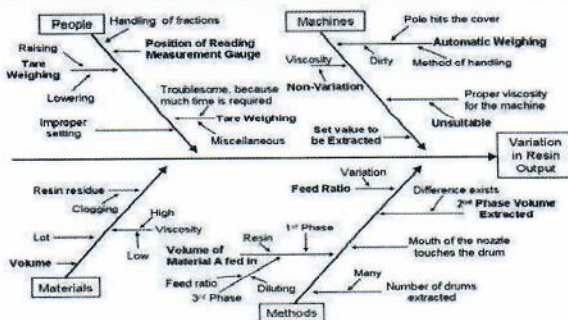 People
Handling of fractions
Position of Reading
Measurement Gauge
Raising
Tare Weighing
Lowering
Troublesome, because
much time is required
Tare Weighing
Miscellaneous
Improper
setting
Machines
Pole hits the cover
Automatic Weighing
Dirty
Method of handling
Viscosity
Non-Variation
Proper viscosity
for the machine
Unsuitable
Set value to
be Extracted
Variation
in Resin
Output
Resin residue
Clogging
High
Viscosity
Low
Lot
Volume
Materials
Variation
Feed Ratio
Difference exists
2nd Phase Volume
Extracted
1st Phase
Resin
Volume of
Material A fed in
Feed ratio
Diluting
3rd Phase
Mouth of the nozzle
touches the drum
Many
Number of drums
extracted
Methods